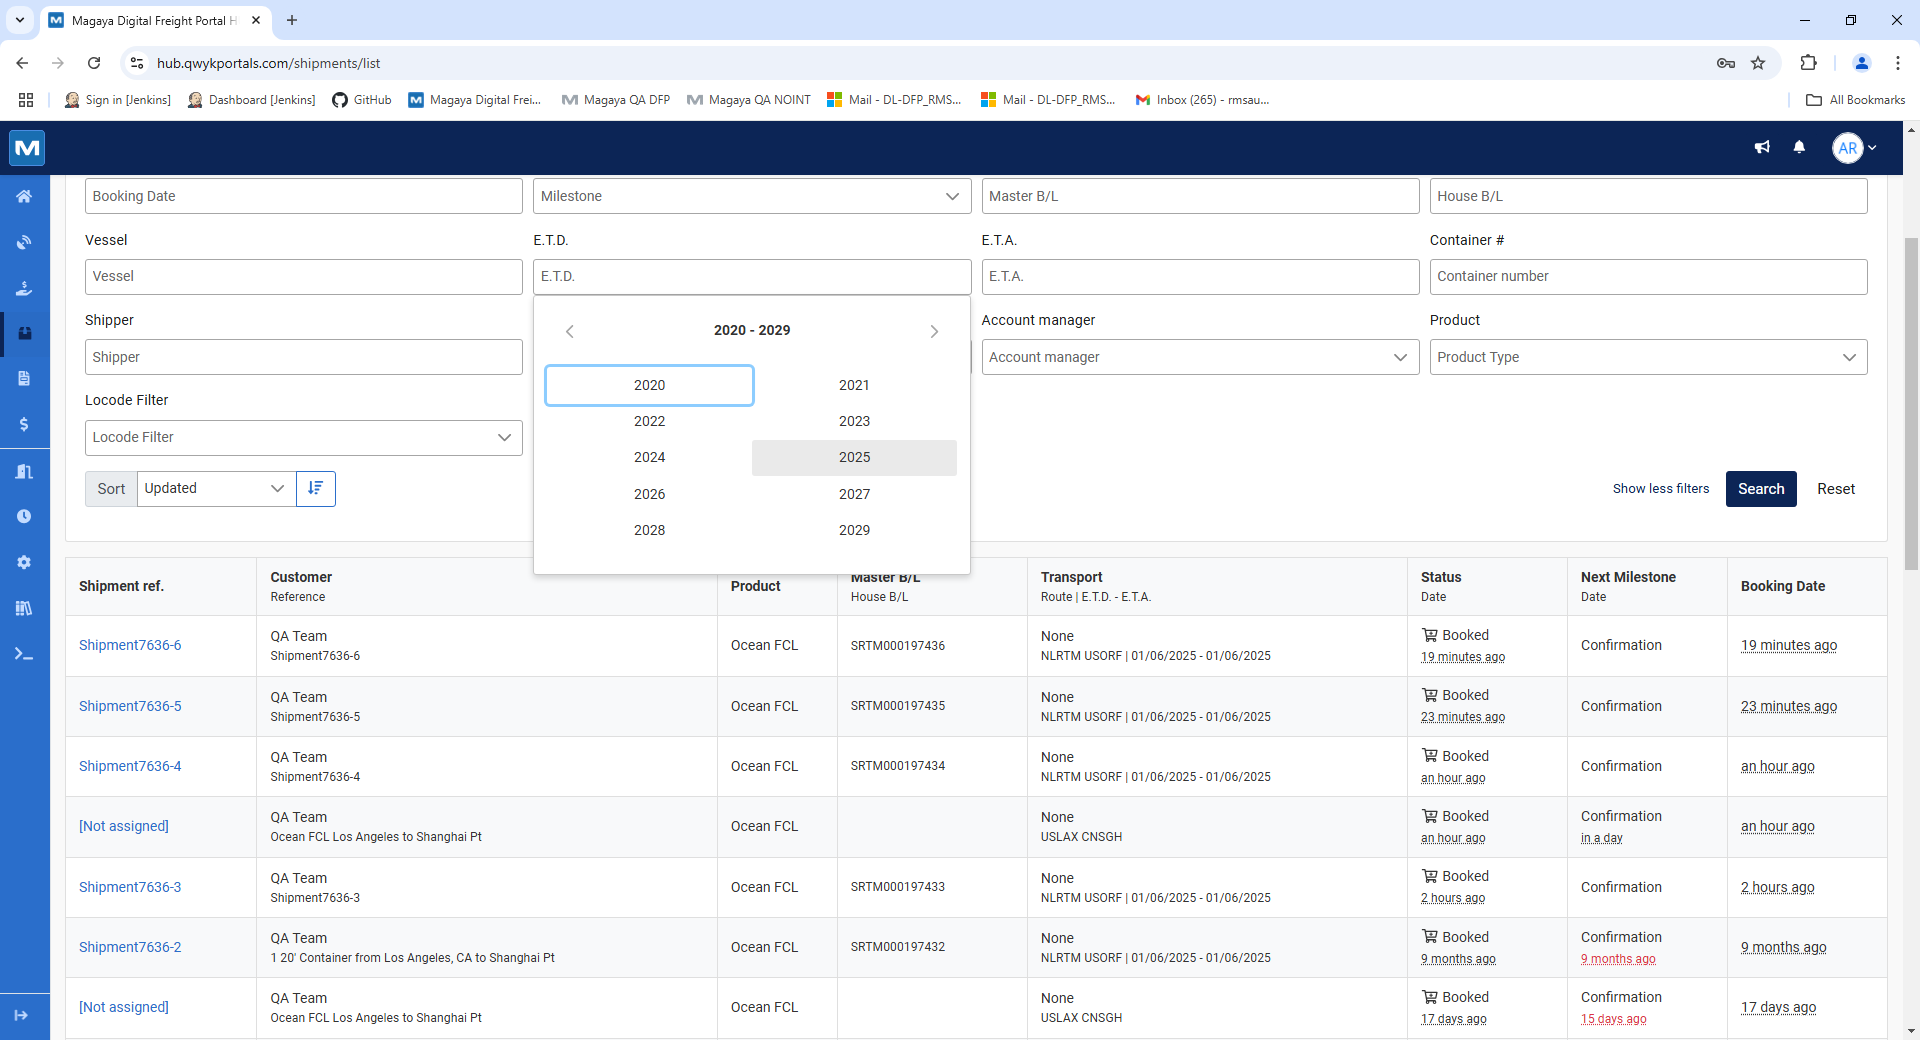 Magaya Digital Freight Portal H
hub.qwykportals.com/shipments/list
Sign in [Jenkins]
Dashboard [Jenkins]
GitHub
Magaya Digital Frei...
Magaya QA DFP
Magaya QA NOINT
Mail - DL-DFP_RMS...
Mail - DL-DFP_RMS...
Inbox (265) - rmsau...
All Bookmarks
AR
Booking Date
Milestone
Master B/L
House B/L
Vessel
E.T.D.
E.T.A.
Container #
Vessel
E.T.D.
E.T.A.
Container number
Shipper
Account manager
Product
Shipper
Account manager
Product Type
Locode Filter
Locode Filter
2020 - 2029
2020
2021
2022
2023
2024
2025
2026
2027
2028
2029
Sort
Updated
Show less filters
Search
Reset
Shipment ref.
Customer
Reference
Product
Master B/L
House B/L
Transport
Route | E.T.D. - E.T.A.
Status
Date
Next Milestone
Date
Booking Date
Shipment7636-6
QA Team
Shipment7636-6
Ocean FCL
SRTM000197436
None
NLRTM USORF | 01/06/2025 - 01/06/2025
Booked
19 minutes ago
Confirmation
19 minutes ago
Shipment7636-5
QA Team
Shipment7636-5
Ocean FCL
SRTM000197435
None
NLRTM USORF | 01/06/2025 - 01/06/2025
Booked
23 minutes ago
Confirmation
23 minutes ago
Shipment7636-4
QA Team
Shipment7636-4
Ocean FCL
SRTM000197434
None
NLRTM USORF | 01/06/2025 - 01/06/2025
Booked
an hour ago
Confirmation
an hour ago
[Not assigned]
QA Team
Ocean FCL Los Angeles to Shanghai Pt
Ocean FCL
None
USLAX CNSGH
Booked
an hour ago
Confirmation
in a day
an hour ago
Shipment7636-3
QA Team
Shipment7636-3
Ocean FCL
SRTM000197433
None
NLRTM USORF | 01/06/2025 - 01/06/2025
Booked
2 hours ago
Confirmation
2 hours ago
Shipment7636-2
QA Team
1 20' Container from Los Angeles, CA to Shanghai Pt
Ocean FCL
SRTM000197432
None
NLRTM USORF | 01/06/2025 - 01/06/2025
Booked
9 months ago
Confirmation
9 months ago
9 months ago
[Not assigned]
QA Team
Ocean FCL Los Angeles to Shanghai Pt
Ocean FCL
None
USLAX CNSGH
Booked
17 days ago
Confirmation
15 days ago
17 days ago